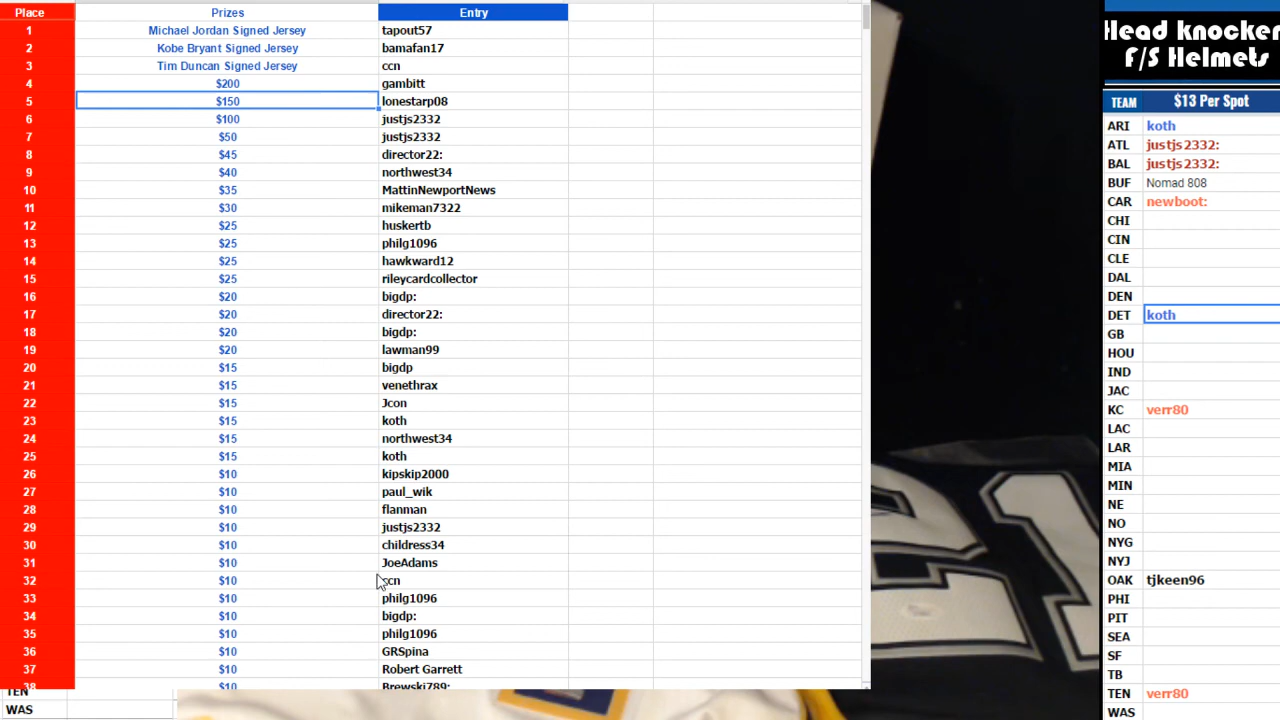 Place Prizes Entry
1 Michael Jordan Signed Jersey tapout57
2 Kobe Bryant Signed Jersey bamafan17
3 Tim Duncan Signed Jersey ccn
4 $200 gambitt
5 $150 lonestarp08
6 $100 justjs2332
7 $50 justjs2332
8 $45 director22:
9 $40 northwest34
10 $35 MattinNewportNews
11 $30 mikeman7322
12 $25 huskertb
13 $25 philg1096
14 $25 hawkward12
15 $25 rileycardcollector
16 $20 bigdp:
17 $20 director22:
18 $20 bigdp:
19 $20 lawman99
20 $15 bigdp
21 $15 venethrax
22 $15 Jcon
23 $15 koth
24 $15 northwest34
25 $15 koth
26 $10 kipskip2000
27 $10 paul_wik
28 $10 flanman
29 $10 justjs2332
30 $10 childress34
31 $10 JoeAdams
32 $10 ccn
33 $10 philg1096
34 $10 bigdp:
35 $10 philg1096
36 $10 GRSpina
37 $10 Robert Garrett
38 $10 Brewski789:
TEN
WAS
Head knocker
F/S Helmets
TEAM $13 Per Spot
ARI koth
ATL justjs2332:
BAL justjs2332:
BUF Nomad 808
CAR newboot:
CHI
CIN
CLE
DAL
DEN
DET koth
GB
HOU
IND
JAC
KC verr80
LAC
LAR
MIA
MIN
NE
NO
NYG
NYJ
OAK tjkeen96
PHI
PIT
SEA
SF
TB
TEN verr80
WAS